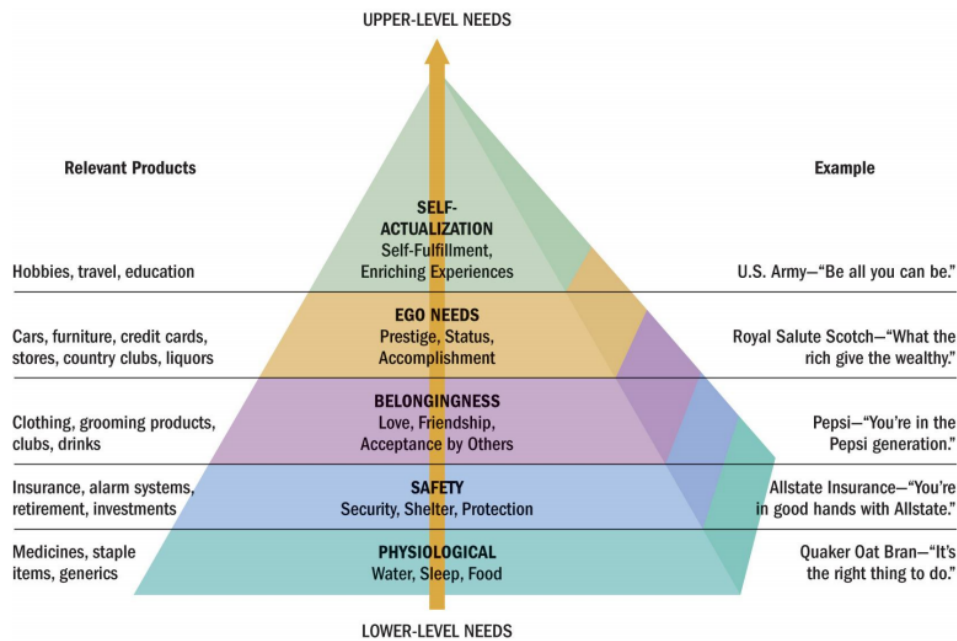 UPPER-LEVEL NEEDS
Relevant Products
Example
SELF-
ACTUALIZATION
Self-Fulfillment,
Enriching Experiences
Hobbies, travel, education
U.S. Army—“Be all you can be.”
EGO NEEDS
Prestige, Status,
Accomplishment
Cars, furniture, credit cards,
stores, country clubs, liquors
Royal Salute Scotch—“What the
rich give the wealthy.”
BELONGINGNESS
Love, Friendship,
Acceptance by Others
Clothing, grooming products,
clubs, drinks
Pepsi—“You’re in the
Pepsi generation.”
SAFETY
Security, Shelter, Protection
Insurance, alarm systems,
retirement, investments
Allstate Insurance—“You’re
in good hands with Allstate.”
PHYSIOLOGICAL
Water, Sleep, Food
Medicines, staple
items, generics
Quaker Oat Bran—“It’s
the right thing to do.”
LOWER-LEVEL NEEDS